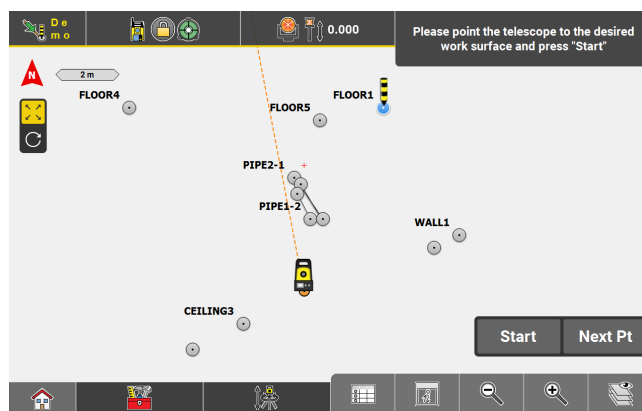 De
mo
0.000
Please point the telescope to the desired
work surface and press "Start"
N
2 m
FLOOR4
FLOOR5
FLOOR1
PIPE2-1
PIPE1-2
WALL1
CEILING3
Start
Next Pt